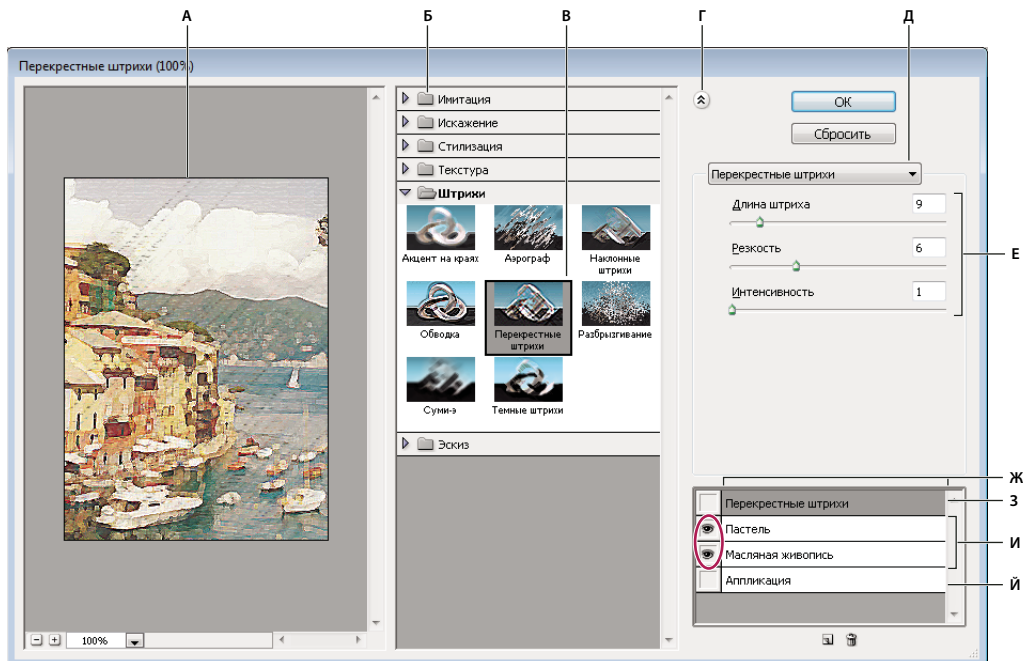 А
Б
В
Г
Д
Перекрестные штрихи (100%)
Имитация
Искажение
Стилизация
Текстура
Штрихи
Акцент на краях
Аэрограф
Наклонные
штрихи
Обводка
Перекрестные
штрихи
Разбрызгивание
Суми-э
Темные штрихи
Эскиз
100%
ОК
Сбросить
Перекрестные штрихи
Длина штриха 9
Резкость 6
Интенсивность 1
Е
Ж
Перекрестные штрихи
З
Пастель
И
Масляная живопись
Аппликация
Й